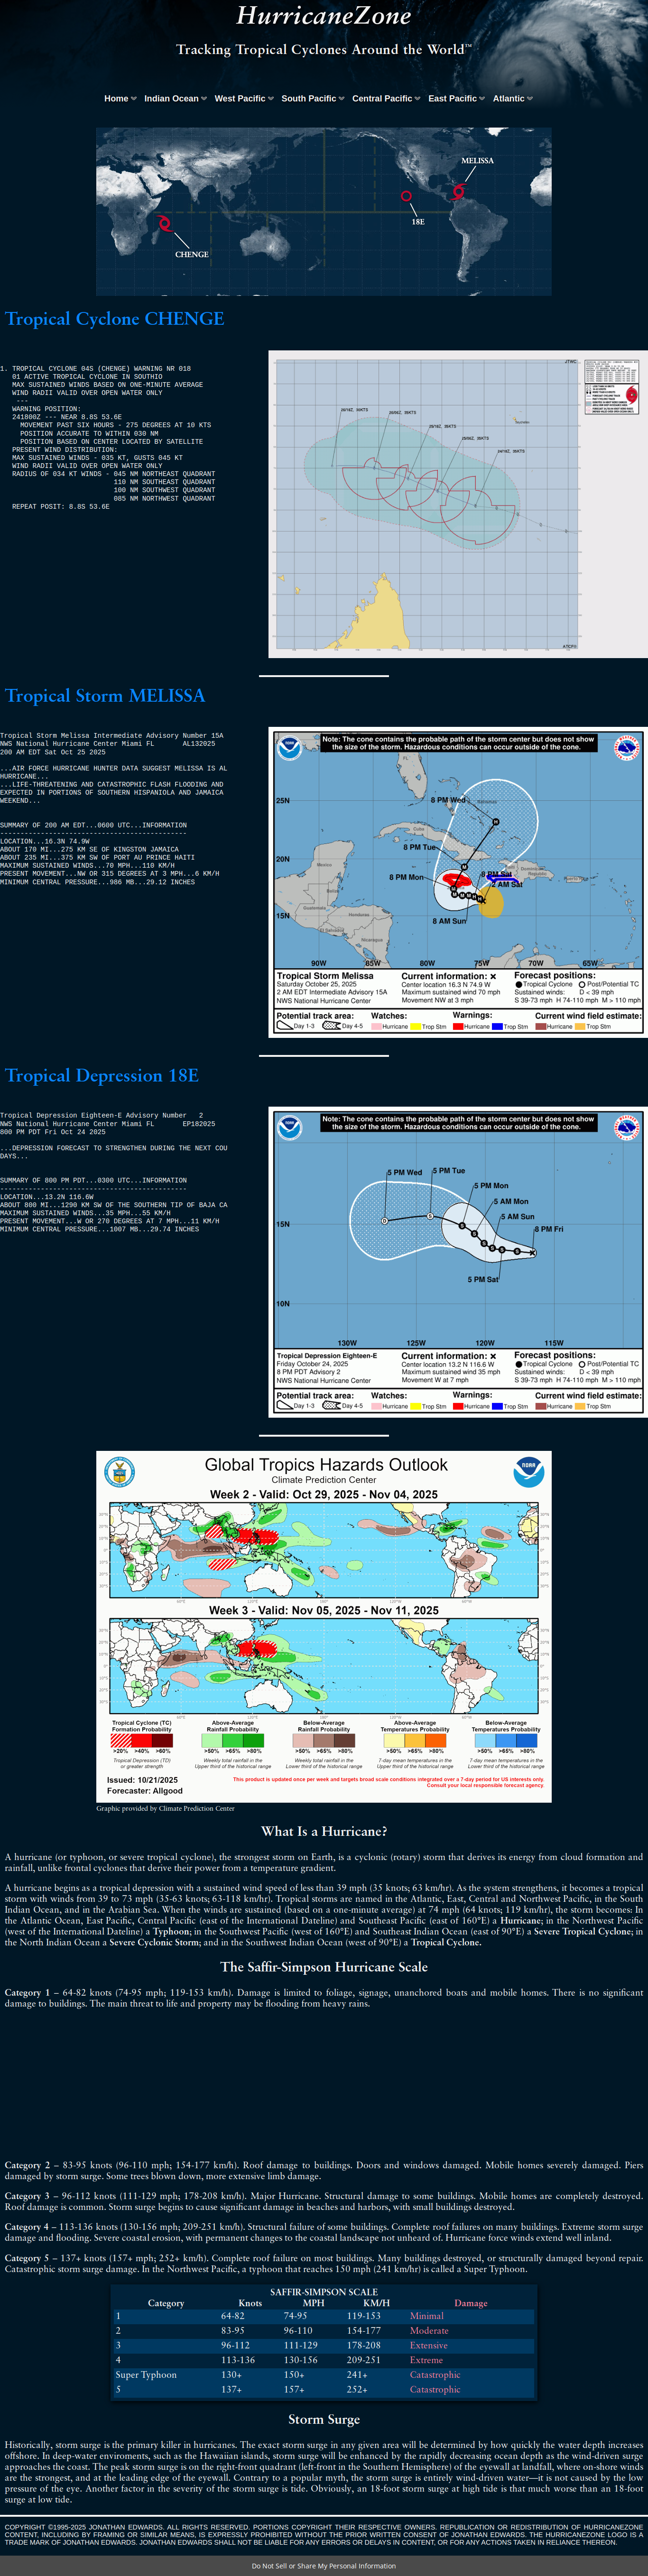 HurricaneZone
Tracking Tropical Cyclones Around the World℠
Home
Indian Ocean
West Pacific
South Pacific
Central Pacific
East Pacific
Atlantic
MELISSA
18E
CHENGE
Tropical Cyclone CHENGE
1. TROPICAL CYCLONE 04S (CHENGE) WARNING NR 018
01 ACTIVE TROPICAL CYCLONE IN SOUTHIO
MAX SUSTAINED WINDS BASED ON ONE-MINUTE AVERAGE
WIND RADII VALID OVER OPEN WATER ONLY
---
WARNING POSITION:
241800Z --- NEAR 8.8S 53.6E
MOVEMENT PAST SIX HOURS - 275 DEGREES AT 10 KTS
POSITION ACCURATE TO WITHIN 030 NM
POSITION BASED ON CENTER LOCATED BY SATELLITE
PRESENT WIND DISTRIBUTION:
MAX SUSTAINED WINDS - 035 KT, GUSTS 045 KT
WIND RADII VALID OVER OPEN WATER ONLY
RADIUS OF 034 KT WINDS - 045 NM NORTHEAST QUADRANT
110 NM SOUTHEAST QUADRANT
100 NM SOUTHWEST QUADRANT
085 NM NORTHWEST QUADRANT
REPEAT POSIT: 8.8S 53.6E
JTWC
ATCF®
Tropical Storm MELISSA
Tropical Storm Melissa Intermediate Advisory Number 15A
NWS National Hurricane Center Miami FL AL132025
200 AM EDT Sat Oct 25 2025
...AIR FORCE HURRICANE HUNTER DATA SUGGEST MELISSA IS AL
HURRICANE...
...LIFE-THREATENING AND CATASTROPHIC FLASH FLOODING AND
EXPECTED IN PORTIONS OF SOUTHERN HISPANIOLA AND JAMAICA
WEEKEND...
SUMMARY OF 200 AM EDT...0600 UTC...INFORMATION
----------------------------------------------
LOCATION...16.3N 74.9W
ABOUT 170 MI...275 KM SE OF KINGSTON JAMAICA
ABOUT 235 MI...375 KM SW OF PORT AU PRINCE HAITI
MAXIMUM SUSTAINED WINDS...70 MPH...110 KM/H
PRESENT MOVEMENT...NW OR 315 DEGREES AT 3 MPH...6 KM/H
MINIMUM CENTRAL PRESSURE...986 MB...29.12 INCHES
Note: The cone contains the probable path of the storm center but does not show
the size of the storm. Hazardous conditions can occur outside of the cone.
25N
8 PM Wed
8 PM Tue
20N
8 PM Mon
8 PM Sat
2 AM Sat
15N
8 AM Sun
90W 85W 80W 75W 70W 65W
Tropical Storm Melissa
Saturday October 25, 2025
2 AM EDT Intermediate Advisory 15A
NWS National Hurricane Center
Current information: x
Center location 16.3 N 74.9 W
Maximum sustained wind 70 mph
Movement NW at 3 mph
Forecast positions:
Tropical Cyclone Post/Potential TC
Sustained winds: D < 39 mph
S 39-73 mph H 74-110 mph M > 110 mph
Potential track area: Watches: Warnings: Current wind field estimate:
Day 1-3 Day 4-5 Hurricane Trop Stm Hurricane Trop Stm Hurricane Trop Stm
Tropical Depression 18E
Tropical Depression Eighteen-E Advisory Number 2
NWS National Hurricane Center Miami FL EP182025
800 PM PDT Fri Oct 24 2025
...DEPRESSION FORECAST TO STRENGTHEN DURING THE NEXT COU
DAYS...
SUMMARY OF 800 PM PDT...0300 UTC...INFORMATION
----------------------------------------------
LOCATION...13.2N 116.6W
ABOUT 800 MI...1290 KM SW OF THE SOUTHERN TIP OF BAJA CA
MAXIMUM SUSTAINED WINDS...35 MPH...55 KM/H
PRESENT MOVEMENT...W OR 270 DEGREES AT 7 MPH...11 KM/H
MINIMUM CENTRAL PRESSURE...1007 MB...29.74 INCHES
Note: The cone contains the probable path of the storm center but does not show
the size of the storm. Hazardous conditions can occur outside of the cone.
5 PM Wed
5 PM Tue
5 PM Mon
5 AM Mon
5 AM Sun
8 PM Fri
15N
5 PM Sat
10N
130W 125W 120W 115W
Tropical Depression Eighteen-E
Friday October 24, 2025
8 PM PDT Advisory 2
NWS National Hurricane Center
Current information: x
Center location 13.2 N 116.6 W
Maximum sustained wind 35 mph
Movement W at 7 mph
Forecast positions:
Tropical Cyclone Post/Potential TC
Sustained winds: D < 39 mph
S 39-73 mph H 74-110 mph M > 110 mph
Potential track area: Watches: Warnings: Current wind field estimate:
Day 1-3 Day 4-5 Hurricane Trop Stm Hurricane Trop Stm Hurricane Trop Stm
Global Tropics Hazards Outlook
Climate Prediction Center
Week 2 - Valid: Oct 29, 2025 - Nov 04, 2025
Week 3 - Valid: Nov 05, 2025 - Nov 11, 2025
Tropical Cyclone (TC)
Formation Probability
>20% >40% >60%
Tropical Depression (TD)
or greater strength
Above-Average
Rainfall Probability
>50% >65% >80%
Weekly total rainfall in the
Upper third of the historical range
Below-Average
Rainfall Probability
>50% >65% >80%
Weekly total rainfall in the
Lower third of the historical range
Above-Average
Temperatures Probability
>50% >65% >80%
7-day mean temperatures in the
Upper third of the historical range
Below-Average
Temperatures Probability
>50% >65% >80%
7-day mean temperatures in the
Lower third of the historical range
Issued: 10/21/2025
Forecaster: Allgood
This product is updated once per week and targets broad scale conditions integrated over a 7-day period for US interests only.
Consult your local responsible forecast agency.
Graphic provided by Climate Prediction Center
What Is a Hurricane?
A hurricane (or typhoon, or severe tropical cyclone), the strongest storm on Earth, is a cyclonic (rotary) storm that derives its energy from cloud formation and
rainfall, unlike frontal cyclones that derive their power from a temperature gradient.
A hurricane begins as a tropical depression with a sustained wind speed of less than 39 mph (35 knots; 63 km/hr). As the system strengthens, it becomes a tropical
storm with winds from 39 to 73 mph (35-63 knots; 63-118 km/hr). Tropical storms are named in the Atlantic, East, Central and Northwest Pacific, in the South
Indian Ocean, and in the Arabian Sea. When the winds are sustained (based on a one-minute average) at 74 mph (64 knots; 119 km/hr), the storm becomes: In
the Atlantic Ocean, East Pacific, Central Pacific (east of the International Dateline) and Southeast Pacific (east of 160°E) a Hurricane; in the Northwest Pacific
(west of the International Dateline) a Typhoon; in the Southwest Pacific (west of 160°E) and Southeast Indian Ocean (east of 90°E) a Severe Tropical Cyclone; in
the North Indian Ocean a Severe Cyclonic Storm; and in the Southwest Indian Ocean (west of 90°E) a Tropical Cyclone.
The Saffir-Simpson Hurricane Scale
Category 1 – 64-82 knots (74-95 mph; 119-153 km/h). Damage is limited to foliage, signage, unanchored boats and mobile homes. There is no significant
damage to buildings. The main threat to life and property may be flooding from heavy rains.
Category 2 – 83-95 knots (96-110 mph; 154-177 km/h). Roof damage to buildings. Doors and windows damaged. Mobile homes severely damaged. Piers
damaged by storm surge. Some trees blown down, more extensive limb damage.
Category 3 – 96-112 knots (111-129 mph; 178-208 km/h). Major Hurricane. Structural damage to some buildings. Mobile homes are completely destroyed.
Roof damage is common. Storm surge begins to cause significant damage in beaches and harbors, with small buildings destroyed.
Category 4 – 113-136 knots (130-156 mph; 209-251 km/h). Structural failure of some buildings. Complete roof failures on many buildings. Extreme storm surge
damage and flooding. Severe coastal erosion, with permanent changes to the coastal landscape not unheard of. Hurricane force winds extend well inland.
Category 5 – 137+ knots (157+ mph; 252+ km/h). Complete roof failure on most buildings. Many buildings destroyed, or structurally damaged beyond repair.
Catastrophic storm surge damage. In the Northwest Pacific, a typhoon that reaches 150 mph (241 km/hr) is called a Super Typhoon.
SAFFIR-SIMPSON SCALE
Category Knots MPH KM/H Damage
1 64-82 74-95 119-153 Minimal
2 83-95 96-110 154-177 Moderate
3 96-112 111-129 178-208 Extensive
4 113-136 130-156 209-251 Extreme
Super Typhoon 130+ 150+ 241+ Catastrophic
5 137+ 157+ 252+ Catastrophic
Storm Surge
Historically, storm surge is the primary killer in hurricanes. The exact storm surge in any given area will be determined by how quickly the water depth increases
offshore. In deep-water enviroments, such as the Hawaiian islands, storm surge will be enhanced by the rapidly decreasing ocean depth as the wind-driven surge
approaches the coast. The peak storm surge is on the right-front quadrant (left-front in the Southern Hemisphere) of the eyewall at landfall, where on-shore winds
are the strongest, and at the leading edge of the eyewall. Contrary to a popular myth, the storm surge is entirely wind-driven water—it is not caused by the low
pressure of the eye. Another factor in the severity of the storm surge is tide. Obviously, an 18-foot storm surge at high tide is that much worse than an 18-foot
surge at low tide.
COPYRIGHT ©1995-2025 JONATHAN EDWARDS. ALL RIGHTS RESERVED. PORTIONS COPYRIGHT THEIR RESPECTIVE OWNERS. REPUBLICATION OR REDISTRIBUTION OF HURRICANEZONE
CONTENT, INCLUDING BY FRAMING OR SIMILAR MEANS, IS EXPRESSLY PROHIBITED WITHOUT THE PRIOR WRITTEN CONSENT OF JONATHAN EDWARDS. THE HURRICANEZONE LOGO IS A
TRADE MARK OF JONATHAN EDWARDS. JONATHAN EDWARDS SHALL NOT BE LIABLE FOR ANY ERRORS OR DELAYS IN CONTENT, OR FOR ANY ACTIONS TAKEN IN RELIANCE THEREON.
Do Not Sell or Share My Personal Information